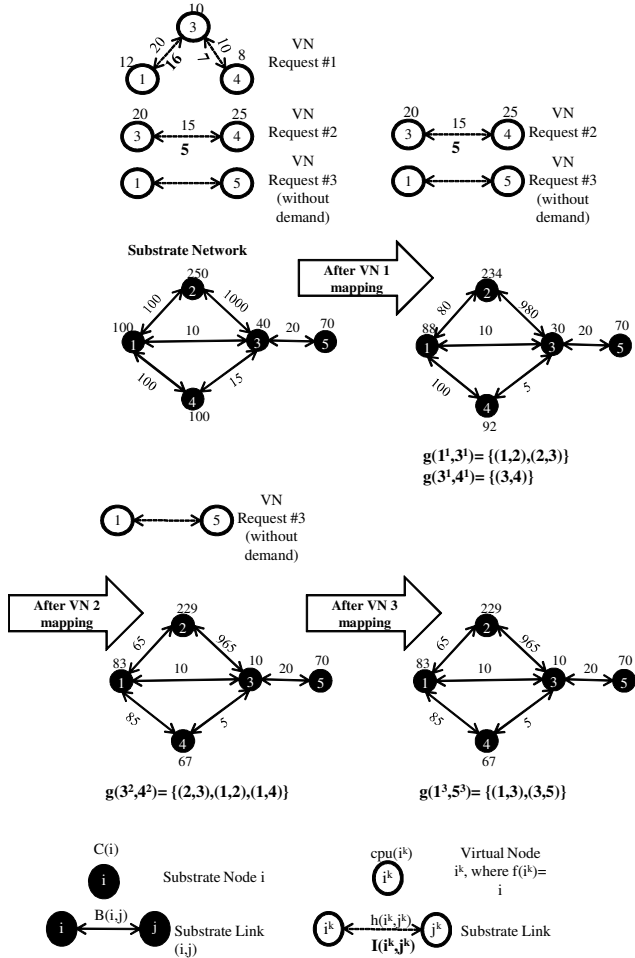 10
3
20
16
10
7
12
1
8
4
VN
Request #1
20
3
15
5
25
4
VN
Request #2
1
5
VN
Request #3
(without
demand)
20
3
15
5
25
4
VN
Request #2
1
5
VN
Request #3
(without
demand)
Substrate Network
250
2
100
1000
100
1
10
40
3
20
70
5
100
15
4
100
After VN 1
mapping
234
2
80
980
88
1
10
30
3
20
70
5
100
5
4
92
g(1¹,3¹)= {(1,2),(2,3)}
g(3¹,4¹)= {(3,4)}
1
5
VN
Request #3
(without
demand)
After VN 2
mapping
229
2
65
965
83
1
10
10
3
20
70
5
85
5
4
67
g(3²,4²)= {(2,3),(1,2),(1,4)}
After VN 3
mapping
229
2
65
965
83
1
10
10
3
20
70
5
85
5
4
67
g(1³,5³)= {(1,3),(3,5)}
C(i)
i
Substrate Node i
cpu(iᵏ)
iᵏ
Virtual Node
iᵏ, where f(iᵏ)=
i
i
B(i,j)
j
Substrate Link
(i,j)
iᵏ
h(iᵏ,jᵏ)
I(iᵏ,jᵏ)
jᵏ
Substrate Link